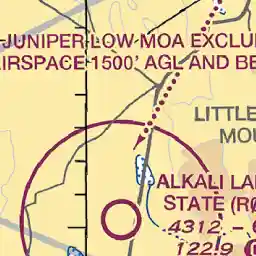 JUNIPER LOW MOA EXCLU
AIRSPACE 1500' AGL AND BE
LITTLE
MOU
ALKALI LA
STATE (R
4312 -
122.9